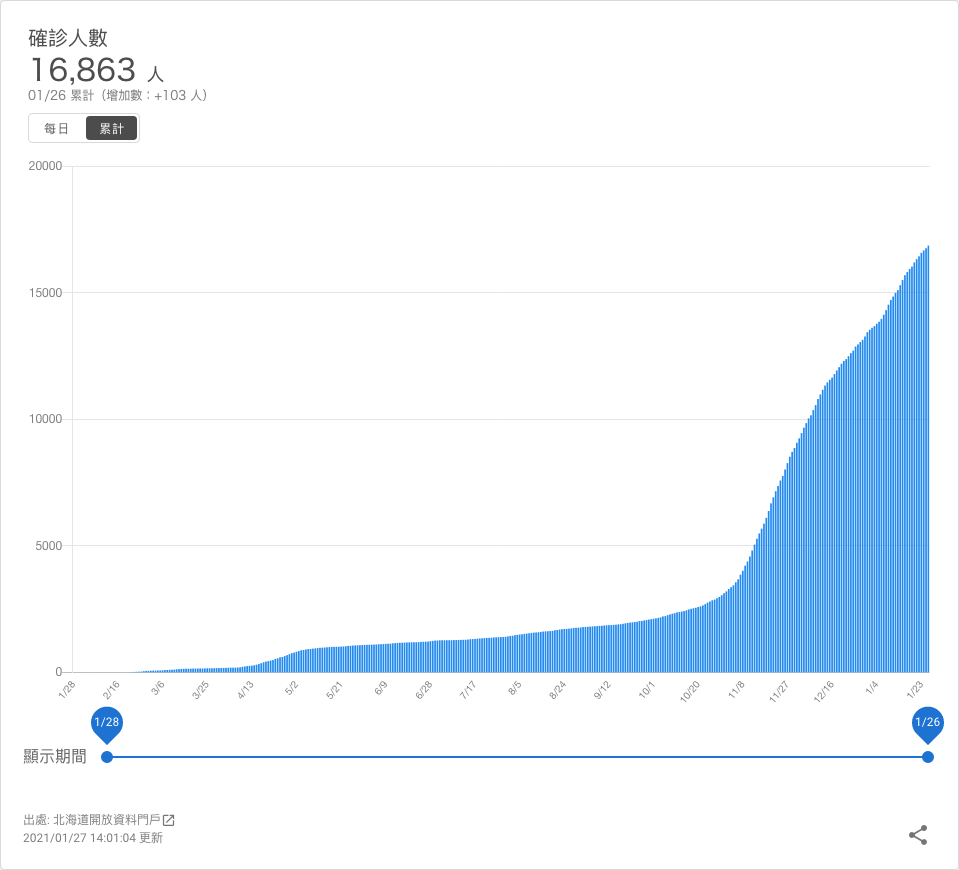 確診人數
16,863 人
01/26 累計（增加數：+103 人）
每日 累計
20000
15000
10000
5000
0
1/28 2/16 3/6 3/25 4/13 5/2 5/21 6/9 6/28 7/17 8/5 8/24 9/12 10/1 10/20 11/8 11/27 12/16 1/4 1/23
1/28 1/26
顯示期間
出處: 北海道開放資料門戶
2021/01/27 14:01:04 更新